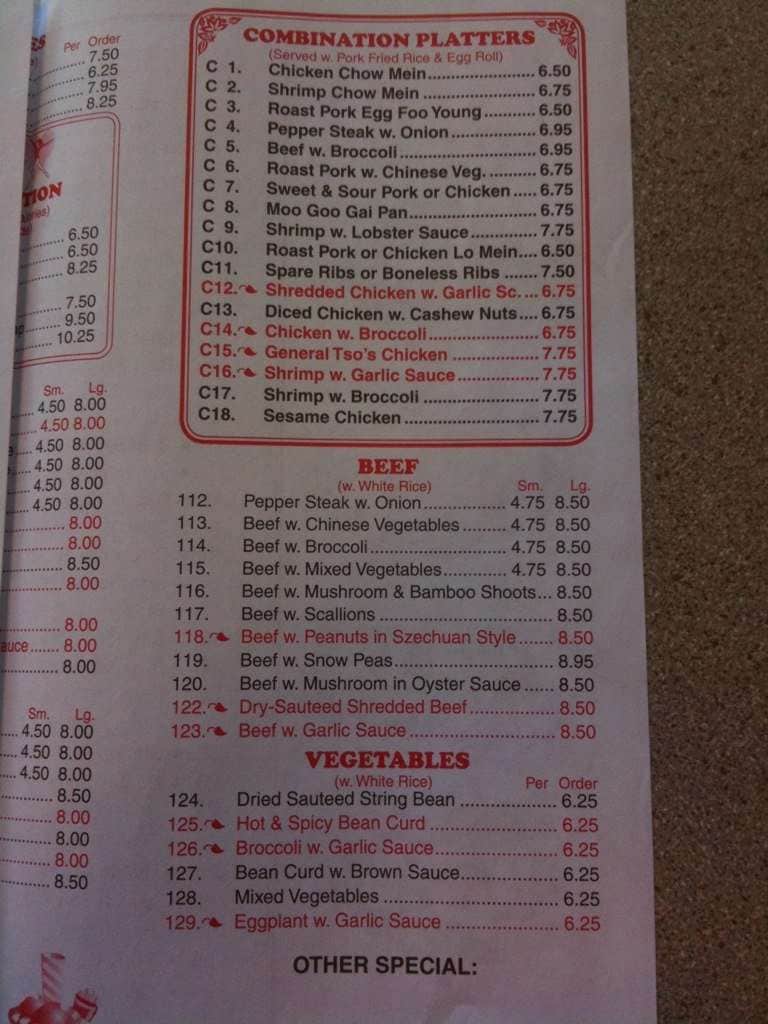 Per Order
7.50
6.25
7.95
8.25
TION
6.50
6.50
8.25
7.50
9.50
10.25
Sm. Lg.
4.50 8.00
4.50 8.00
4.50 8.00
4.50 8.00
4.50 8.00
4.50 8.00
8.00
8.00
8.50
8.00
8.00
auce....... 8.00
8.00
Sm. Lg.
4.50 8.00
4.50 8.00
4.50 8.00
8.50
8.00
8.00
8.00
8.50
COMBINATION PLATTERS
(Served w. Pork Fried Rice & Egg Roll)
C 1. Chicken Chow Mein........................ 6.50
C 2. Shrimp Chow Mein .......................... 6.75
C 3. Roast Pork Egg Foo Young ............. 6.50
C 4. Pepper Steak w. Onion ................... 6.95
C 5. Beef w. Broccoli............................... 6.95
C 6. Roast Pork w. Chinese Veg. ............ 6.75
C 7. Sweet & Sour Pork or Chicken ..... 6.75
C 8. Moo Goo Gai Pan............................ 6.75
C 9. Shrimp w. Lobster Sauce ............... 7.75
C10. Roast Pork or Chicken Lo Mein.... 6.50
C11. Spare Ribs or Boneless Ribs ....... 7.50
C12. Shredded Chicken w. Garlic Sc. ... 6.75
C13. Diced Chicken w. Cashew Nuts.... 6.75
C14. Chicken w. Broccoli........................ 6.75
C15. General Tso's Chicken ................... 7.75
C16. Shrimp w. Garlic Sauce.................. 7.75
C17. Shrimp w. Broccoli ......................... 7.75
C18. Sesame Chicken ............................. 7.75
BEEF
(w. White Rice) Sm. Lg.
112. Pepper Steak w. Onion ................. 4.75 8.50
113. Beef w. Chinese Vegetables ......... 4.75 8.50
114. Beef w. Broccoli............................ 4.75 8.50
115. Beef w. Mixed Vegetables............. 4.75 8.50
116. Beef w. Mushroom & Bamboo Shoots... 8.50
117. Beef w. Scallions ................................... 8.50
118. Beef w. Peanuts in Szechuan Style ....... 8.50
119. Beef w. Snow Peas................................ 8.95
120. Beef w. Mushroom in Oyster Sauce ...... 8.50
122. Dry-Sauteed Shredded Beef ................. 8.50
123. Beef w. Garlic Sauce ............................. 8.50
VEGETABLES
(w. White Rice) Per Order
124. Dried Sauteed String Bean ................... 6.25
125. Hot & Spicy Bean Curd ........................ 6.25
126. Broccoli w. Garlic Sauce....................... 6.25
127. Bean Curd w. Brown Sauce.................. 6.25
128. Mixed Vegetables ................................. 6.25
129. Eggplant w. Garlic Sauce ..................... 6.25
OTHER SPECIAL: